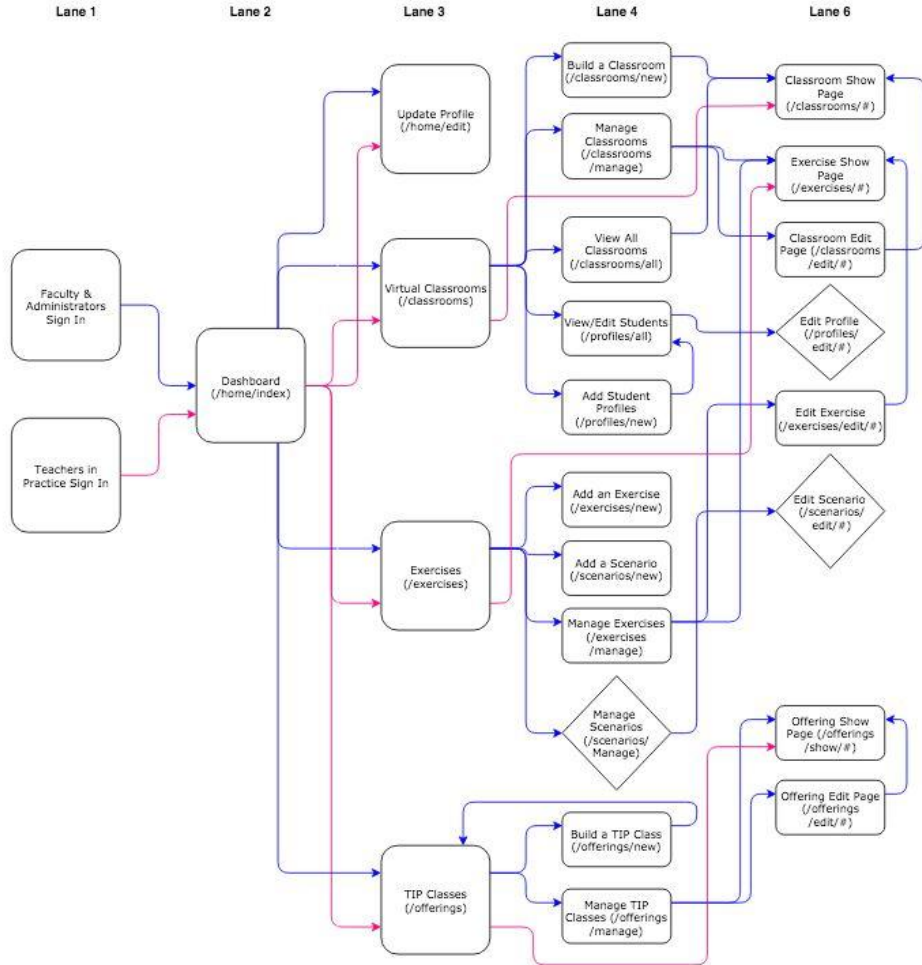 Lane 1
Lane 2
Lane 3
Lane 4
Lane 6
Faculty &
Administrators
Sign In
Teachers in
Practice Sign In
Dashboard
(/home/index)
Update Profile
(/home/edit)
Virtual Classrooms
(/classrooms)
Exercises
(/exercises)
TIP Classes
(/offerings)
Build a Classroom
(/classrooms/new)
Manage
Classrooms
(/classrooms
/manage)
View All
Classrooms
(/classrooms/all)
View/Edit Students
(/profiles/all)
Add Student
Profiles
(/profiles/new)
Add an Exercise
(/exercises/new)
Add a Scenario
(/scenarios/new)
Manage Exercises
(/exercises
/manage)
Manage
Scenarios
(/scenarios/
Manage)
Build a TIP Class
(/offerings/new)
Manage TIP
Classes (/offerings
/manage)
Classroom Show
Page
(/classrooms/#)
Exercise Show
Page
(/exercises/#)
Classroom Edit
Page (/classrooms
/edit/#)
Edit Profile
(/profiles/
edit/#)
Edit Exercise
(/exercises/edit/#)
Edit Scenario
(/scenarios/
edit/#)
Offering Show
Page (/offerings
/show/#)
Offering Edit Page
(/offerings
/edit/#)